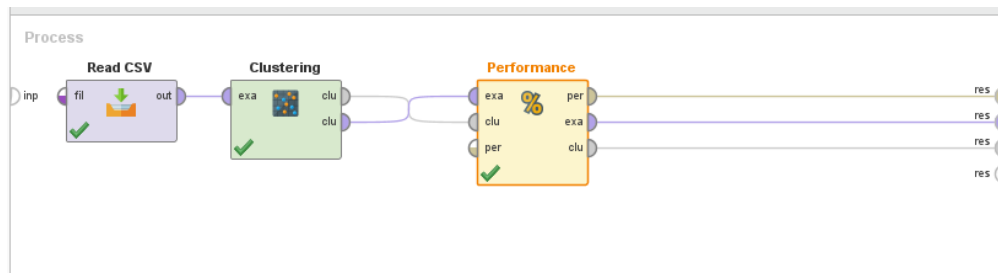 Process
Read CSV
Clustering
Performance
inp
fil
out
exa
clu
clu
exa
clu
per
per
exa
clu
res
res
res
res
%